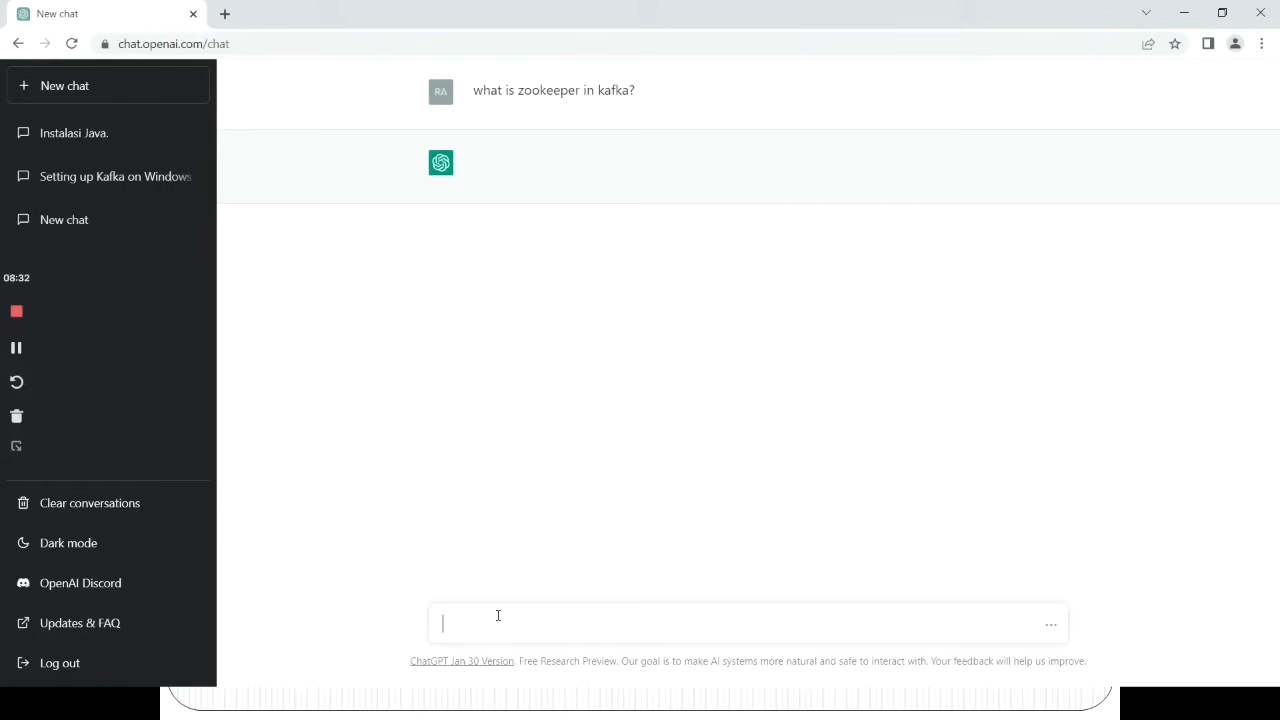 New chat
chat.openai.com/chat
New chat
Instalasi Java.
Setting up Kafka on Windows
New chat
08:32
Clear conversations
Dark mode
OpenAI Discord
Updates & FAQ
Log out
RA
what is zookeeper in kafka?
ChatGPT Jan 30 Version. Free Research Preview. Our goal is to make AI systems more natural and safe to interact with. Your feedback will help us improve.